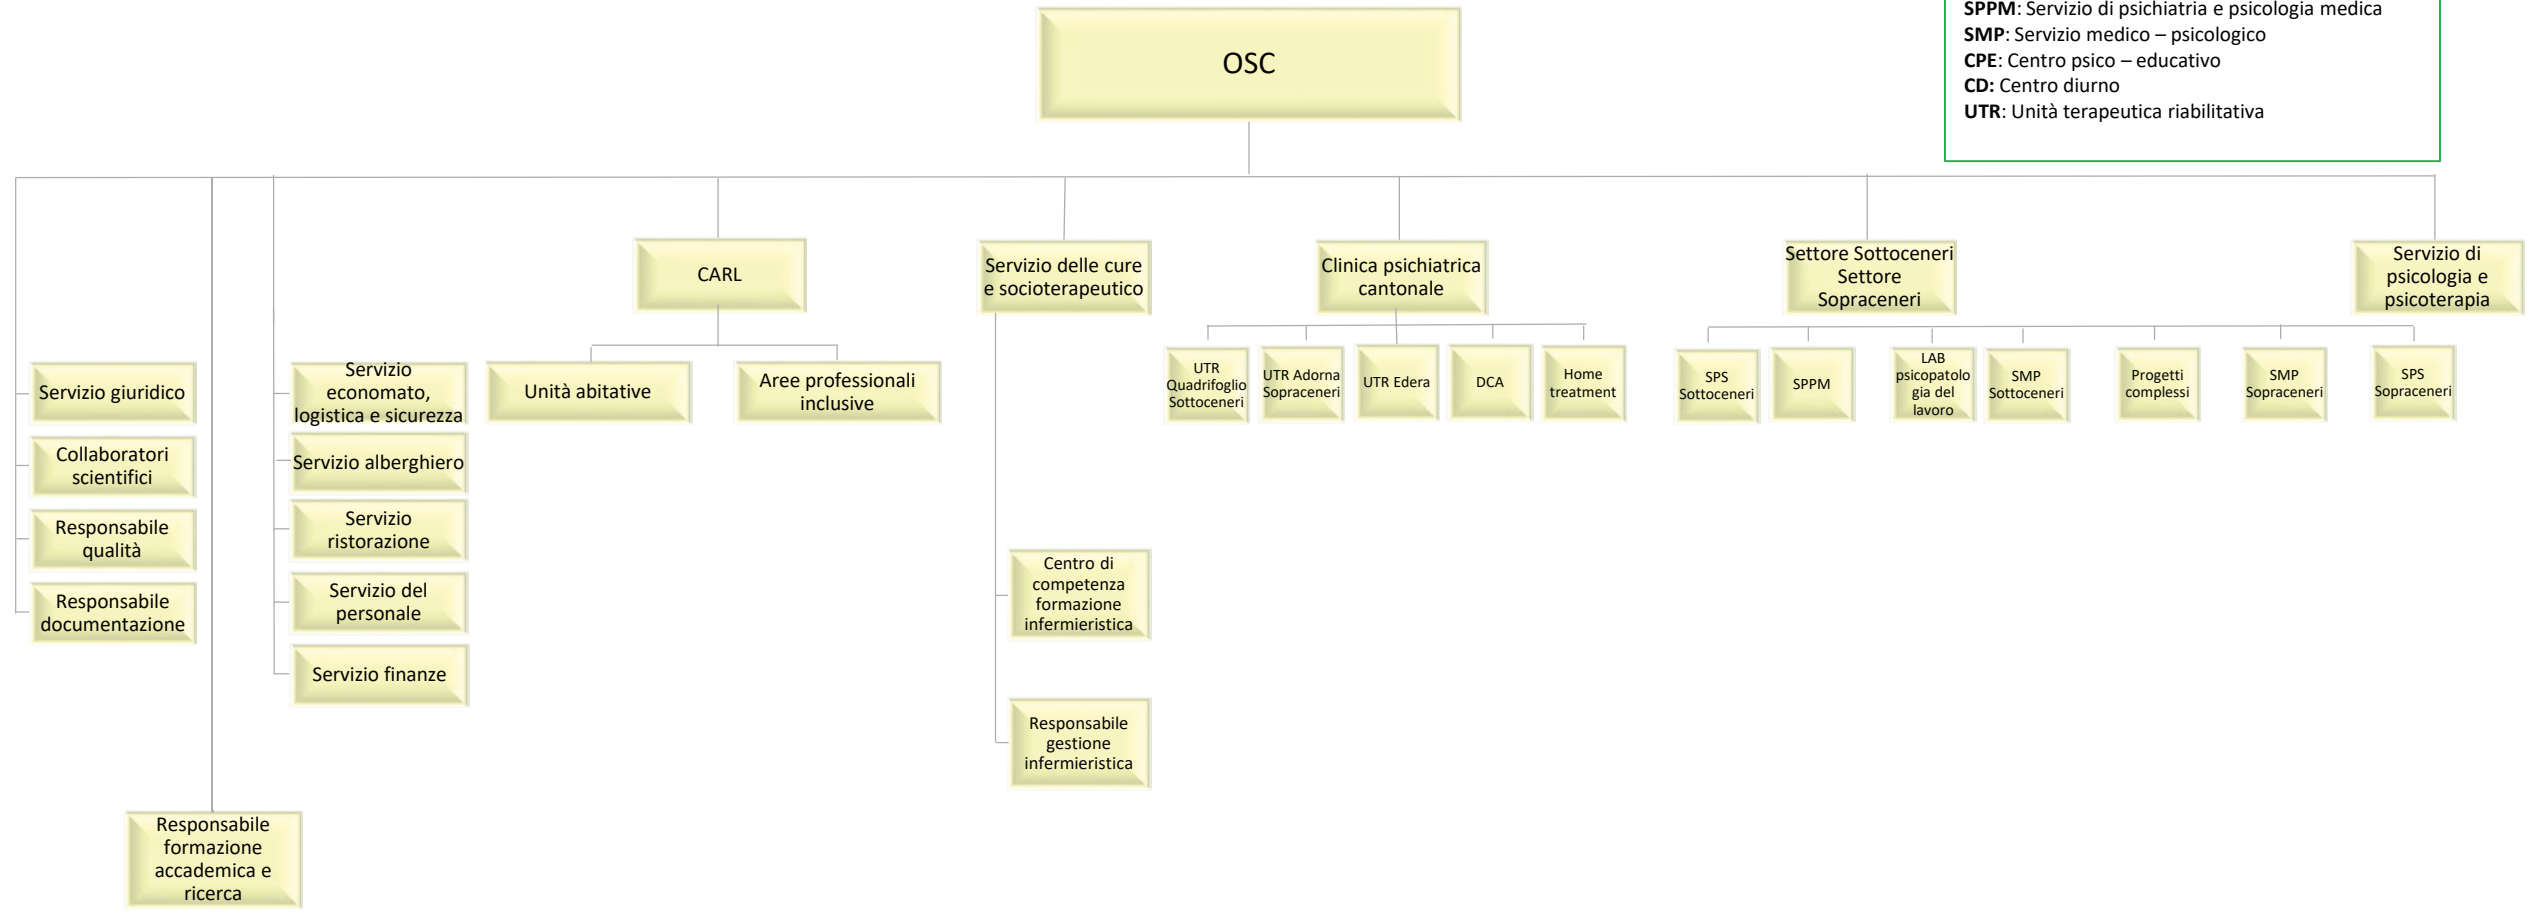 SPPM: Servizio di psichiatria e psicologia medica
SMP: Servizio medico – psicologico
CPE: Centro psico – educativo
CD: Centro diurno
UTR: Unità terapeutica riabilitativa
OSC
CARL
Servizio delle cure
e socioterapeutico
Clinica psichiatrica
cantonale
Settore Sottoceneri
Settore
Sopraceneri
Servizio di
psicologia e
psicoterapia
Servizio giuridico
Collaboratori
scientifici
Responsabile
qualità
Responsabile
documentazione
Responsabile
formazione
accademica e
ricerca
Servizio
economato,
logistica e sicurezza
Servizio alberghiero
Servizio
ristorazione
Servizio del
personale
Servizio finanze
Unità abitative
Aree professionali
inclusive
Centro di
competenza
formazione
infermieristica
Responsabile
gestione
infermieristica
UTR
Quadrifoglio
Sottoceneri
UTR Adorna
Sopraceneri
UTR Edera
DCA
Home
treatment
SPS
Sottoceneri
SPPM
LAB
psicopatolo
gia del
lavoro
SMP
Sottoceneri
Progetti
complessi
SMP
Sopraceneri
SPS
Sopraceneri